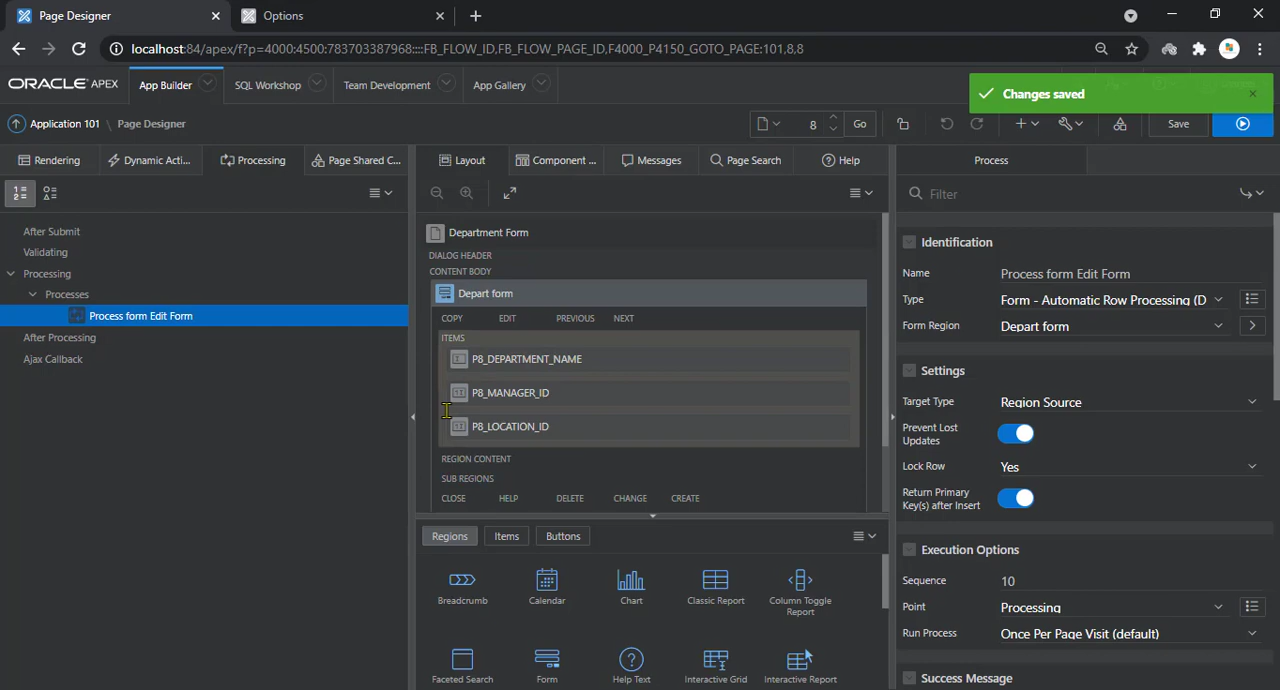 Page Designer
Options
localhost:84/apex/f?p=4000:4500:783703387968::::FB_FLOW_ID,FB_FLOW_PAGE_ID,F4000_P4150_GOTO_PAGE:101,8,8
ORACLE APEX
App Builder
SQL Workshop
Team Development
App Gallery
Changes saved
Application 101 \ Page Designer
8
Go
Save
Rendering
Dynamic Acti...
Processing
Page Shared C...
Layout
Component ...
Messages
Page Search
Help
Process
Filter
After Submit
Validating
Processing
Processes
Process form Edit Form
After Processing
Ajax Callback
Department Form
DIALOG HEADER
CONTENT BODY
Depart form
COPY EDIT PREVIOUS NEXT
ITEMS
P8_DEPARTMENT_NAME
P8_MANAGER_ID
P8_LOCATION_ID
REGION CONTENT
SUB REGIONS
CLOSE HELP DELETE CHANGE CREATE
Regions Items Buttons
Breadcrumb
Calendar
Chart
Classic Report
Column Toggle Report
Faceted Search
Form
Help Text
Interactive Grid
Interactive Report
Identification
Name Process form Edit Form
Type Form - Automatic Row Processing (D
Form Region Depart form
Settings
Target Type Region Source
Prevent Lost Updates
Lock Row Yes
Return Primary Key(s) after Insert
Execution Options
Sequence 10
Point Processing
Run Process Once Per Page Visit (default)
Success Message